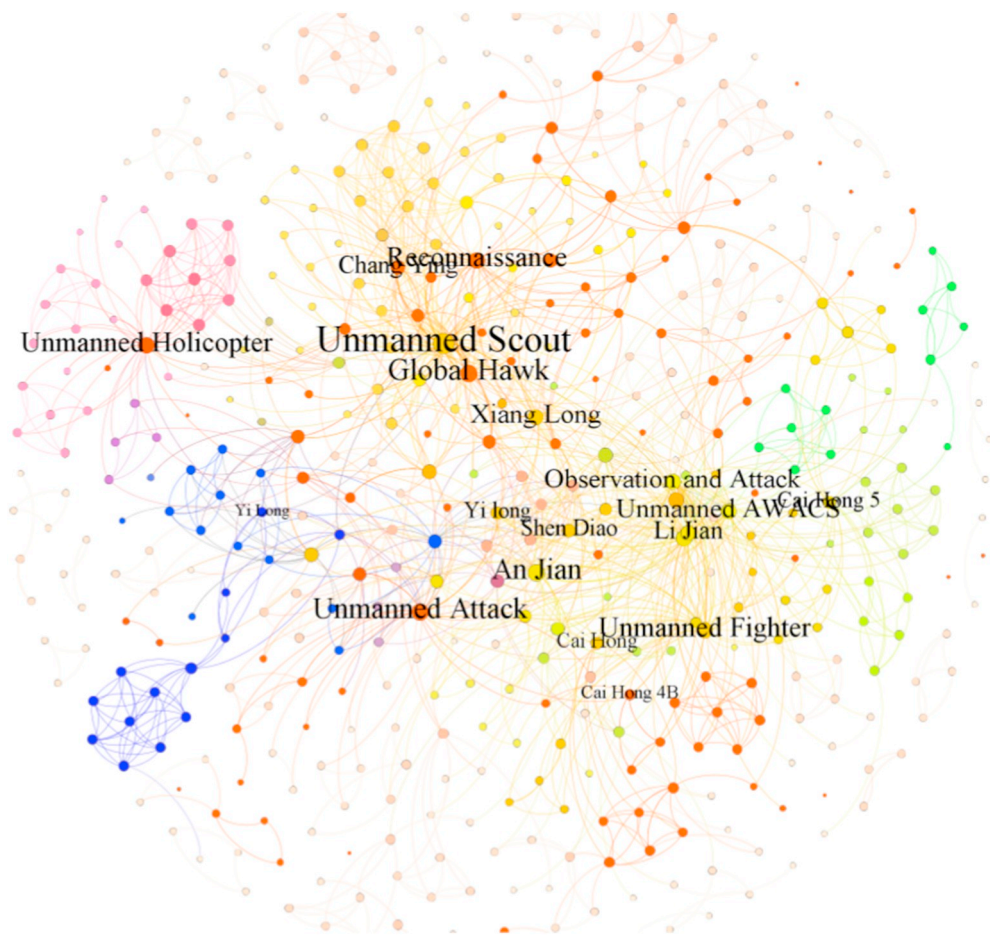 Reconnaissance
Chang Ying
Unmanned Holicopter
Unmanned Scout
Global Hawk
Xiang Long
Observation and Attack
Cai Hong 5
Unmanned AWACS
Yi Long
Yi long
Shen Diao
Li Jian
An Jian
Unmanned Attack
Unmanned Fighter
Cai Hong
Cai Hong 4B